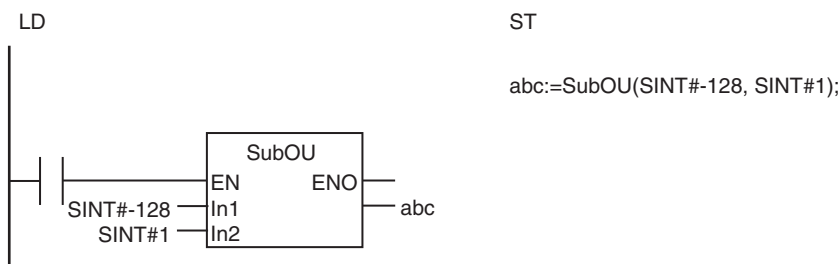 LD
ST
abc:=SubOU(SINT#-128, SINT#1);
SubOU
EN ENO
SINT#-128 In1 abc
SINT#1 In2